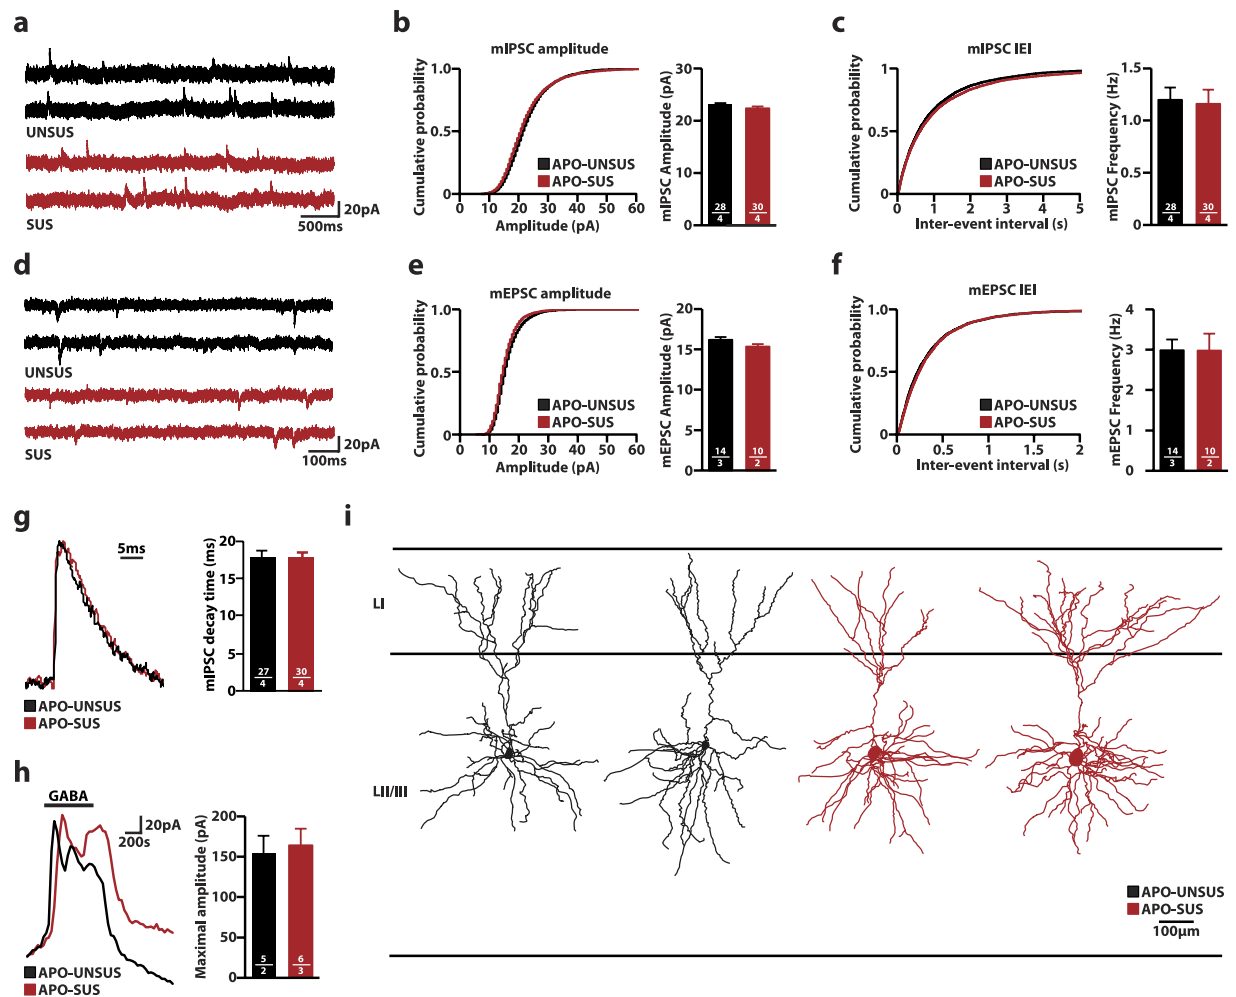 a
UNSUS
SUS
20pA
500ms
b
mIPSC amplitude
Cumulative probability
1.0
0.5
0
0 10 20 30 40 50 60
Amplitude (pA)
APO-UNSUS
APO-SUS
mIPSC Amplitude (pA)
30
20
10
0
28
4
30
4
c
mIPSC IEI
Cumulative probability
1
0.5
0
0 1 2 3 4 5
Inter-event interval (s)
APO-UNSUS
APO-SUS
mIPSC Frequency (Hz)
1.5
1.0
0.5
0
28
4
30
4
d
UNSUS
SUS
20pA
100ms
e
mEPSC amplitude
Cumulative probability
1.0
0.5
0
0 10 20 30 40 50 60
Amplitude (pA)
APO-UNSUS
APO-SUS
mEPSC Amplitude (pA)
20
15
10
5
0
14
3
10
2
f
mEPSC IEI
Cumulative probability
1.0
0.5
0
0 0.5 1 1.5 2
Inter-event interval (s)
APO-UNSUS
APO-SUS
mEPSC Frequency (Hz)
4
3
2
1
0
14
3
10
2
g
5ms
APO-UNSUS
APO-SUS
mIPSC decay time (ms)
20
15
10
5
0
27
4
30
4
h
GABA
20pA
200s
APO-UNSUS
APO-SUS
Maximal amplitude (pA)
200
150
100
50
0
5
2
6
3
i
LI
LII/III
APO-UNSUS
APO-SUS
100µm